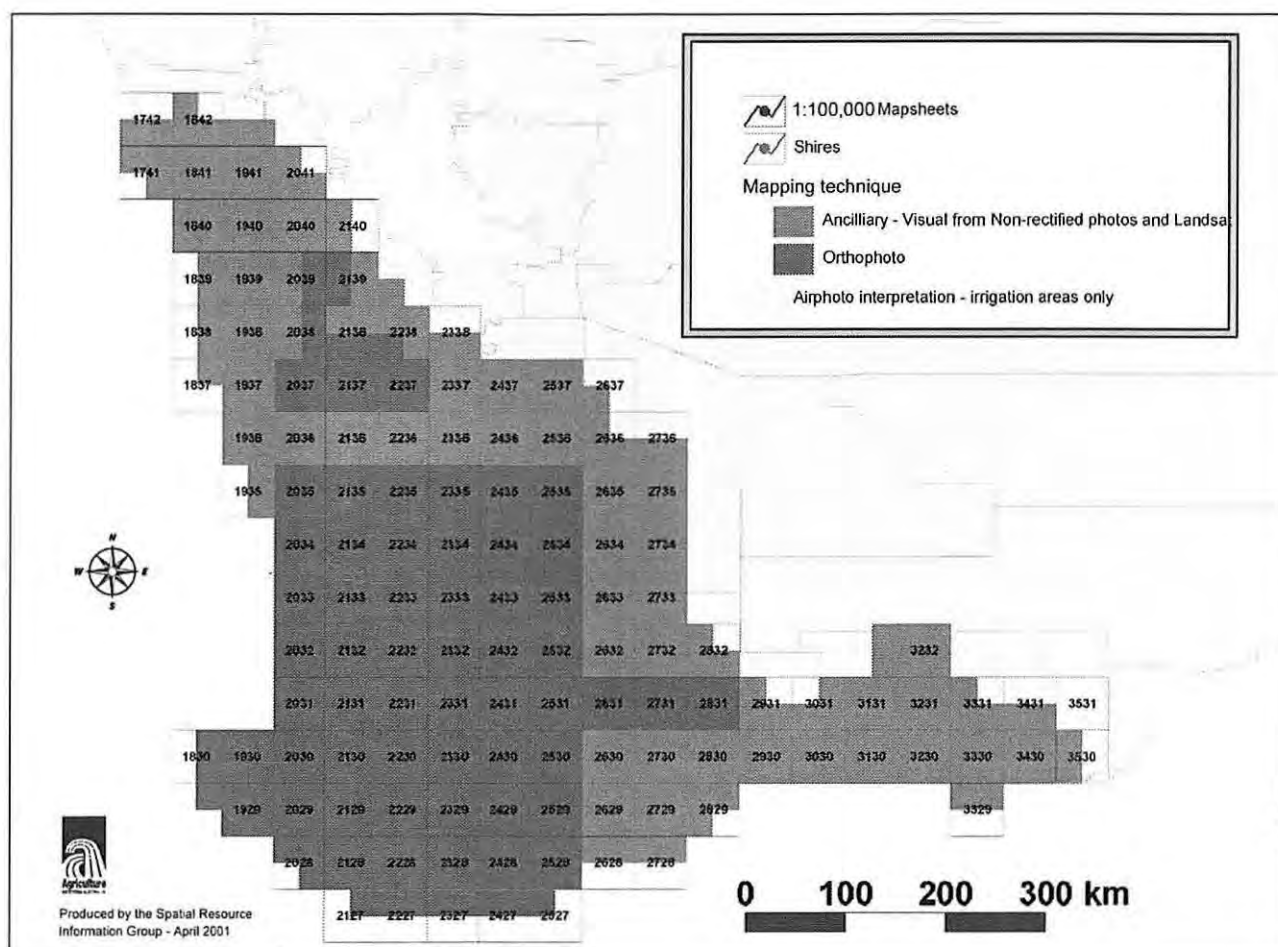 1:100,000 Mapsheets
Shires
Mapping technique
Ancilliary - Visual from Non-rectified photos and Landsa
Orthophoto
Airphoto interpretation - irrigation areas only
1742 1842
1741 1841 1941 2041
1840 1940 2040 2140
1839 1939 2039 2139
1838 1938 2038 2138 2238 2338
1837 1937 2037 2137 2237 2337 2437 2537 2637
1936 2036 2136 2236 2336 2436 2536 2636 2736
1935 2035 2135 2235 2335 2435 2535 2635 2735
2034 2134 2234 2334 2434 2534 2634 2734
N
W E
S
2033 2133 2233 2333 2433 2533 2633 2733
2032 2132 2232 2332 2432 2532 2632 2732 2832 3232
2031 2131 2231 2331 2431 2531 2631 2731 2831 2931 3031 3131 3231 3331 3431 3531
1830 1930 2030 2130 2230 2330 2430 2530 2630 2730 2830 2930 3030 3130 3230 3330 3430 3530
1929 2029 2129 2229 2329 2429 2529 2629 2729 2829 3329
2028 2128 2228 2328 2428 2528 2628 2728
2127 2227 2327 2427 2527
Agriculture
Produced by the Spatial Resource
Information Group - April 2001
0 100 200 300 km